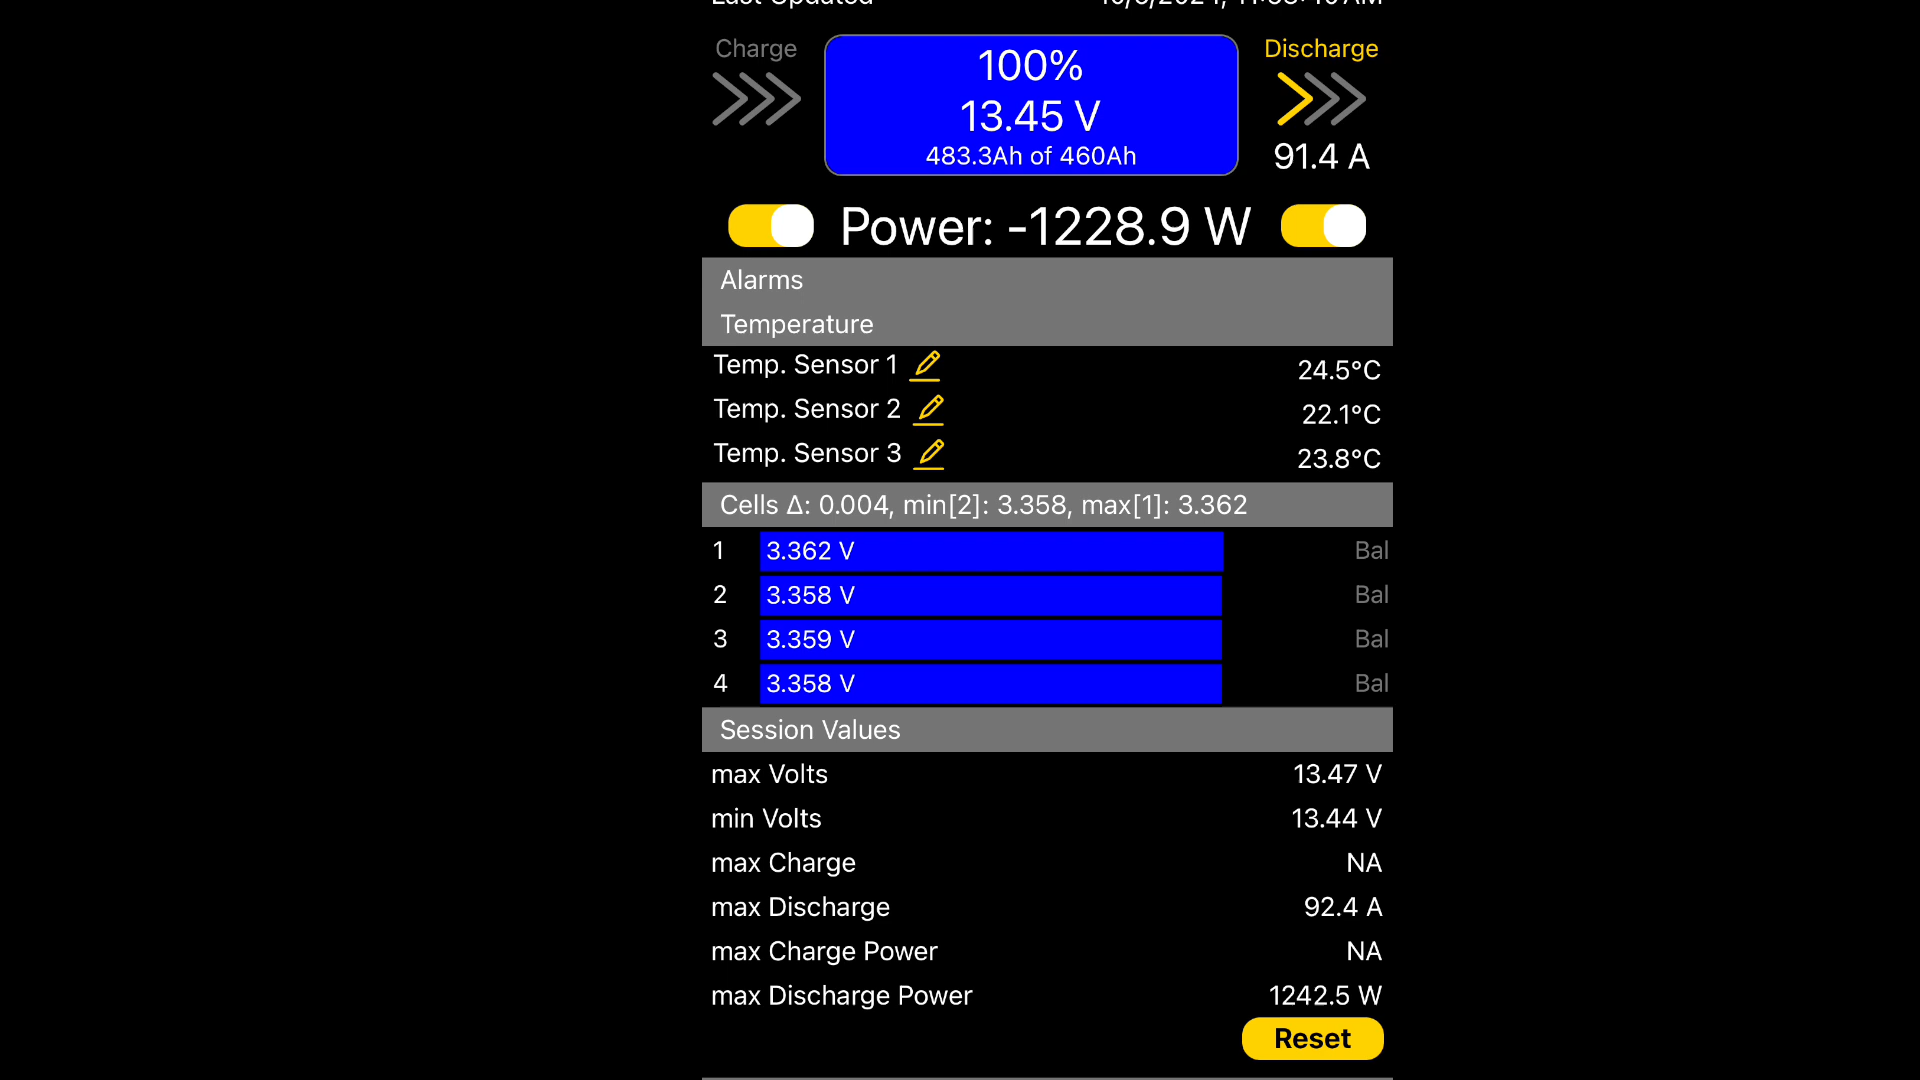 Last Updated
Charge
100%
13.45 V
483.3Ah of 460Ah
Discharge
91.4 A
Power: -1228.9 W
Alarms
Temperature
Temp. Sensor 1 24.5°C
Temp. Sensor 2 22.1°C
Temp. Sensor 3 23.8°C
Cells Δ: 0.004, min[2]: 3.358, max[1]: 3.362
1 3.362 V Bal
2 3.358 V Bal
3 3.359 V Bal
4 3.358 V Bal
Session Values
max Volts 13.47 V
min Volts 13.44 V
max Charge NA
max Discharge 92.4 A
max Charge Power NA
max Discharge Power 1242.5 W
Reset